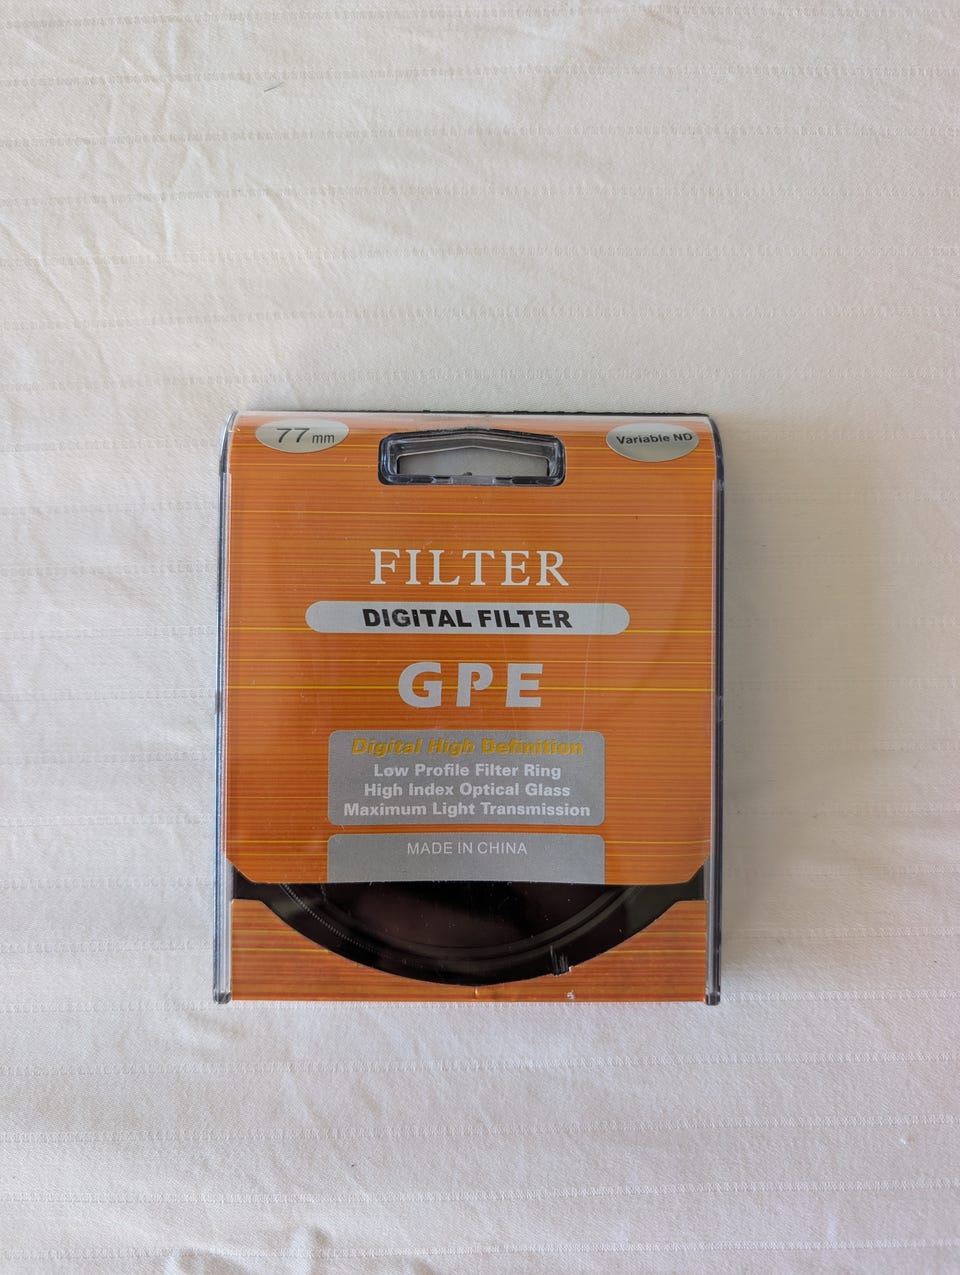 77 mm
Variable ND
FILTER
DIGITAL FILTER
GPE
Digital High Definition
Low Profile Filter Ring
High Index Optical Glass
Maximum Light Transmission
MADE IN CHINA